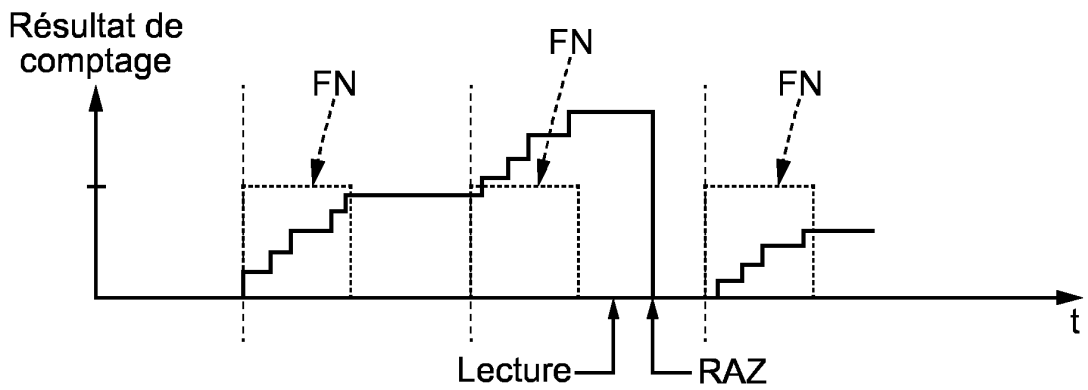 Résultat de
comptage
FN
FN
FN
t
Lecture
RAZ